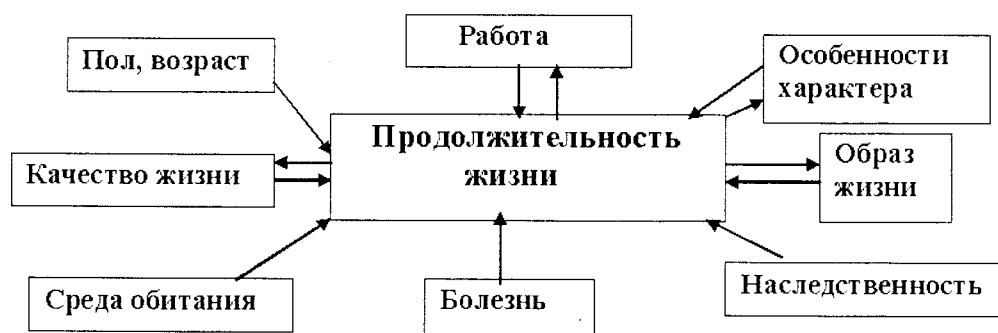 Работа
Пол, возраст
Особенности
характера
Продолжительность
жизни
Качество жизни
Образ
жизни
Среда обитания
Болезнь
Наследственность